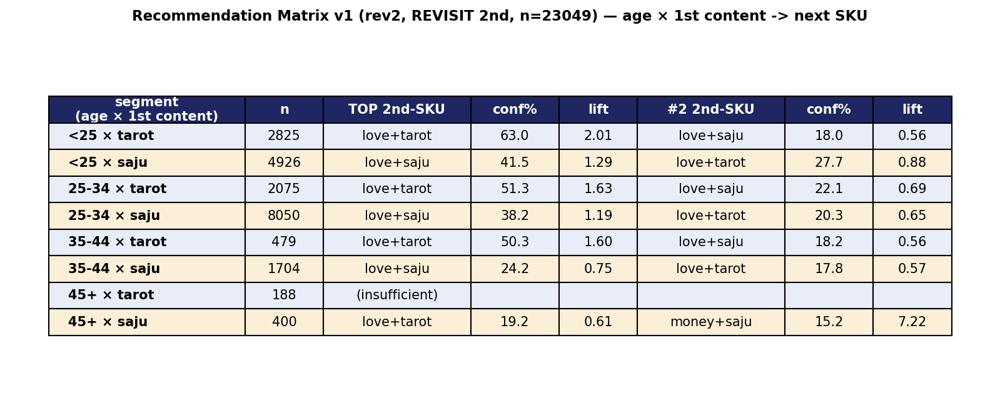 Recommendation Matrix v1 (rev2, REVISIT 2nd, n=23049) — age × 1st content -> next SKU
segment
(age × 1st content) n TOP 2nd-SKU conf% lift #2 2nd-SKU conf% lift
<25 × tarot 2825 love+tarot 63.0 2.01 love+saju 18.0 0.56
<25 × saju 4926 love+saju 41.5 1.29 love+tarot 27.7 0.88
25-34 × tarot 2075 love+tarot 51.3 1.63 love+saju 22.1 0.69
25-34 × saju 8050 love+saju 38.2 1.19 love+tarot 20.3 0.65
35-44 × tarot 479 love+tarot 50.3 1.60 love+saju 18.2 0.56
35-44 × saju 1704 love+saju 24.2 0.75 love+tarot 17.8 0.57
45+ × tarot 188 (insufficient)
45+ × saju 400 love+tarot 19.2 0.61 money+saju 15.2 7.22